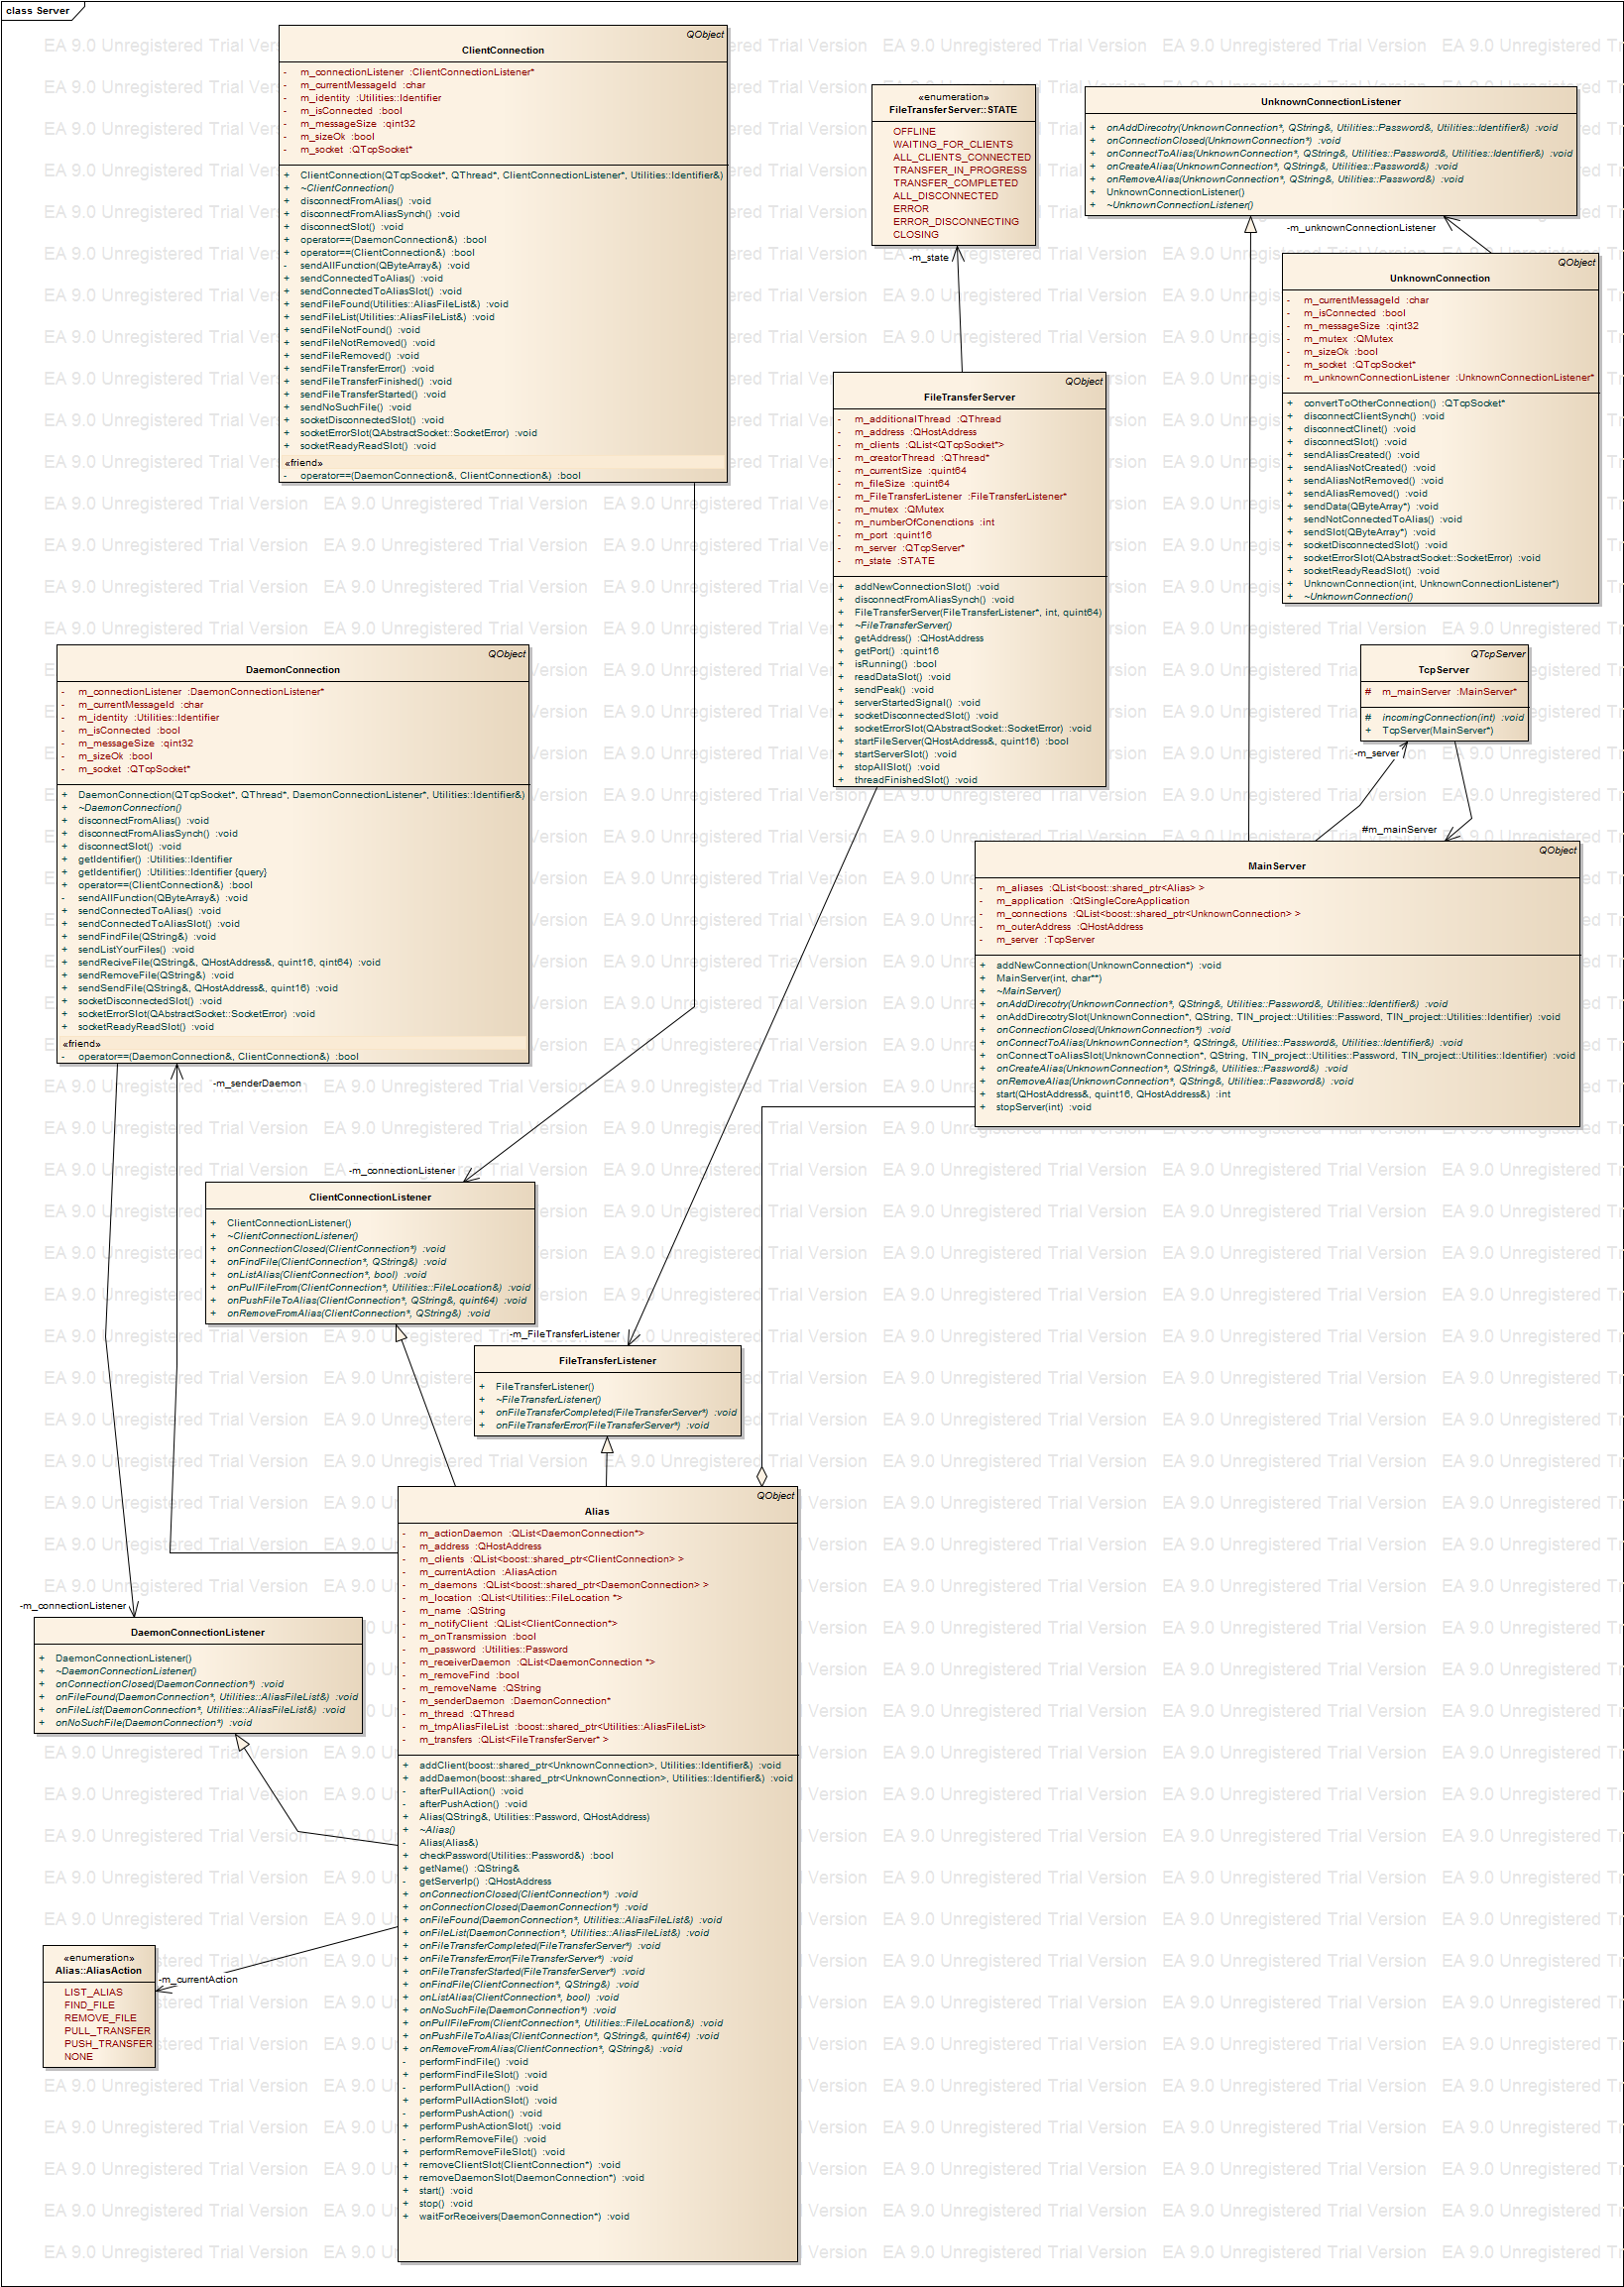 class Server
QObject
ClientConnection
- m_connectionListener :ClientConnectionListener*
- m_currentMessageId :char
- m_identity :Utilities::Identifier
- m_isConnected :bool
- m_messageSize :qint32
- m_sizeOk :bool
- m_socket :QTcpSocket*
+ ClientConnection(QTcpSocket*, QThread*, ClientConnectionListener*, Utilities::Identifier&)
+ ~ClientConnection()
+ disconnectFromAlias() :void
+ disconnectFromAliasSynch() :void
+ disconnectSlot() :void
+ operator==(DaemonConnection&) :bool
+ operator==(ClientConnection&) :bool
- sendAllFunction(QByteArray&) :void
+ sendConnectedToAlias() :void
+ sendConnectedToAliasSlot() :void
+ sendFileFound(Utilities::AliasFileList&) :void
+ sendFileList(Utilities::AliasFileList&) :void
+ sendFileNotFound() :void
+ sendFileNotRemoved() :void
+ sendFileRemoved() :void
+ sendFileTransferError() :void
+ sendFileTransferFinished() :void
+ sendFileTransferStarted() :void
+ sendNoSuchFile() :void
+ socketDisconnectedSlot() :void
+ socketErrorSlot(QAbstractSocket::SocketError) :void
+ socketReadyReadSlot() :void
«friend»
- operator==(DaemonConnection&, ClientConnection&) :bool
«enumeration»
FileTransferServer::STATE
OFFLINE
WAITING_FOR_CLIENTS
ALL_CLIENTS_CONNECTED
TRANSFER_IN_PROGRESS
TRANSFER_COMPLETED
ALL_DISCONNECTED
ERROR
ERROR_DISCONNECTING
CLOSING
-m_state
UnknownConnectionListener
+ onAddDirecotry(UnknownConnection*, QString&, Utilities::Password&, Utilities::Identifier&) :void
+ onConnectionClosed(UnknownConnection*) :void
+ onConnectToAlias(UnknownConnection*, QString&, Utilities::Password&, Utilities::Identifier&) :void
+ onCreateAlias(UnknownConnection*, QString&, Utilities::Password&) :void
+ onRemoveAlias(UnknownConnection*, QString&, Utilities::Password&) :void
+ UnknownConnectionListener()
+ ~UnknownConnectionListener()
-m_unknownConnectionListener
QObject
UnknownConnection
- m_currentMessageId :char
- m_isConnected :bool
- m_messageSize :qint32
- m_mutex :QMutex
- m_sizeOk :bool
- m_socket :QTcpSocket*
- m_unknownConnectionListener :UnknownConnectionListener*
+ convertToOtherConnection() :QTcpSocket*
+ disconnectClientSynch() :void
+ disconnectClinet() :void
+ disconnectSlot() :void
+ sendAliasCreated() :void
+ sendAliasNotCreated() :void
+ sendAliasNotRemoved() :void
+ sendAliasRemoved() :void
+ sendData(QByteArray*) :void
+ sendNotConnectedToAlias() :void
+ sendSlot(QByteArray*) :void
+ socketDisconnectedSlot() :void
+ socketErrorSlot(QAbstractSocket::SocketError) :void
+ socketReadyReadSlot() :void
+ UnknownConnection(int, UnknownConnectionListener*)
+ ~UnknownConnection()
QObject
FileTransferServer
- m_additionalThread :QThread
- m_address :QHostAddress
- m_clients :QList<QTcpSocket*>
- m_creatorThread :QThread*
- m_currentSize :quint64
- m_fileSize :quint64
- m_FileTransferListener :FileTransferListener*
- m_mutex :QMutex
- m_numberOfConenctions :int
- m_port :quint16
- m_server :QTcpServer*
- m_state :STATE
+ addNewConnectionSlot() :void
+ disconnectFromAliasSynch() :void
+ FileTransferServer(FileTransferListener*, int, quint64)
+ ~FileTransferServer()
+ getAddress() :QHostAddress
+ getPort() :quint16
+ isRunning() :bool
+ readDataSlot() :void
+ sendPeak() :void
+ serverStartedSignal() :void
+ socketDisconnectedSlot() :void
+ socketErrorSlot(QAbstractSocket::SocketError) :void
+ startFileServer(QHostAddress&, quint16) :bool
+ startServerSlot() :void
+ stopAllSlot() :void
+ threadFinishedSlot() :void
QObject
DaemonConnection
- m_connectionListener :DaemonConnectionListener*
- m_currentMessageId :char
- m_identity :Utilities::Identifier
- m_isConnected :bool
- m_messageSize :qint32
- m_sizeOk :bool
- m_socket :QTcpSocket*
+ DaemonConnection(QTcpSocket*, QThread*, DaemonConnectionListener*, Utilities::Identifier&)
+ ~DaemonConnection()
+ disconnectFromAlias() :void
+ disconnectFromAliasSynch() :void
+ disconnectSlot() :void
+ getIdentifier() :Utilities::Identifier
+ getIdentifier() :Utilities::Identifier {query}
+ operator==(ClientConnection&) :bool
- sendAllFunction(QByteArray&) :void
+ sendConnectedToAlias() :void
+ sendConnectedToAliasSlot() :void
+ sendFindFile(QString&) :void
+ sendListYourFiles() :void
+ sendReciveFile(QString&, QHostAddress&, quint16, qint64) :void
+ sendRemoveFile(QString&) :void
+ sendSendFile(QString&, QHostAddress&, quint16) :void
+ socketDisconnectedSlot() :void
+ socketErrorSlot(QAbstractSocket::SocketError) :void
+ socketReadyReadSlot() :void
«friend»
- operator==(DaemonConnection&, ClientConnection&) :bool
-m_senderDaemon
QTcpServer
TcpServer
# m_mainServer :MainServer*
# incomingConnection(int) :void
+ TcpServer(MainServer*)
-m_server
#m_mainServer
QObject
MainServer
- m_aliases :QList<boost::shared_ptr<Alias> >
- m_application :QtSingleCoreApplication
- m_connections :QList<boost::shared_ptr<UnknownConnection> >
- m_outerAddress :QHostAddress
- m_server :TcpServer
+ addNewConnection(UnknownConnection*) :void
+ MainServer(int, char**)
+ ~MainServer()
+ onAddDirecotry(UnknownConnection*, QString&, Utilities::Password&, Utilities::Identifier&) :void
+ onAddDirecotrySlot(UnknownConnection*, QString, TIN_project::Utilities::Password, TIN_project::Utilities::Identifier) :void
+ onConnectionClosed(UnknownConnection*) :void
+ onConnectToAlias(UnknownConnection*, QString&, Utilities::Password&, Utilities::Identifier&) :void
+ onConnectToAliasSlot(UnknownConnection*, QString, TIN_project::Utilities::Password, TIN_project::Utilities::Identifier) :void
+ onCreateAlias(UnknownConnection*, QString&, Utilities::Password&) :void
+ onRemoveAlias(UnknownConnection*, QString&, Utilities::Password&) :void
+ start(QHostAddress&, quint16, QHostAddress&) :int
+ stopServer(int) :void
-m_connectionListener
ClientConnectionListener
+ ClientConnectionListener()
+ ~ClientConnectionListener()
+ onConnectionClosed(ClientConnection*) :void
+ onFindFile(ClientConnection*, QString&) :void
+ onListAlias(ClientConnection*, bool) :void
+ onPullFileFrom(ClientConnection*, Utilities::FileLocation&) :void
+ onPushFileToAlias(ClientConnection*, QString&, quint64) :void
+ onRemoveFromAlias(ClientConnection*, QString&) :void
-m_FileTransferListener
FileTransferListener
+ FileTransferListener()
+ ~FileTransferListener()
+ onFileTransferCompleted(FileTransferServer*) :void
+ onFileTransferError(FileTransferServer*) :void
-m_connectionListener
DaemonConnectionListener
+ DaemonConnectionListener()
+ ~DaemonConnectionListener()
+ onConnectionClosed(DaemonConnection*) :void
+ onFileFound(DaemonConnection*, Utilities::AliasFileList&) :void
+ onFileList(DaemonConnection*, Utilities::AliasFileList&) :void
+ onNoSuchFile(DaemonConnection*) :void
QObject
Alias
- m_actionDaemon :QList<DaemonConnection*>
- m_address :QHostAddress
- m_clients :QList<boost::shared_ptr<ClientConnection> >
- m_currentAction :AliasAction
- m_daemons :QList<boost::shared_ptr<DaemonConnection> >
- m_location :QList<Utilities::FileLocation *>
- m_name :QString
- m_notifyClient :QList<ClientConnection*>
- m_onTransmission :bool
- m_password :Utilities::Password
- m_receiverDaemon :QList<DaemonConnection *>
- m_removeFind :bool
- m_removeName :QString
- m_senderDaemon :DaemonConnection*
- m_thread :QThread
- m_tmpAliasFileList :boost::shared_ptr<Utilities::AliasFileList>
- m_transfers :QList<FileTransferServer* >
+ addClient(boost::shared_ptr<UnknownConnection>, Utilities::Identifier&) :void
+ addDaemon(boost::shared_ptr<UnknownConnection>, Utilities::Identifier&) :void
- afterPullAction() :void
- afterPushAction() :void
+ Alias(QString&, Utilities::Password, QHostAddress)
+ ~Alias()
- Alias(Alias&)
+ checkPassword(Utilities::Password&) :bool
+ getName() :QString&
- getServerIp() :QHostAddress
+ onConnectionClosed(ClientConnection*) :void
+ onConnectionClosed(DaemonConnection*) :void
+ onFileFound(DaemonConnection*, Utilities::AliasFileList&) :void
+ onFileList(DaemonConnection*, Utilities::AliasFileList&) :void
+ onFileTransferCompleted(FileTransferServer*) :void
+ onFileTransferError(FileTransferServer*) :void
+ onFileTransferStarted(FileTransferServer*) :void
+ onFindFile(ClientConnection*, QString&) :void
+ onListAlias(ClientConnection*, bool) :void
+ onNoSuchFile(DaemonConnection*) :void
+ onPullFileFrom(ClientConnection*, Utilities::FileLocation&) :void
+ onPushFileToAlias(ClientConnection*, QString&, quint64) :void
+ onRemoveFromAlias(ClientConnection*, QString&) :void
- performFindFile() :void
+ performFindFileSlot() :void
- performPullAction() :void
+ performPullActionSlot() :void
- performPushAction() :void
+ performPushActionSlot() :void
- performRemoveFile() :void
+ performRemoveFileSlot() :void
+ removeClientSlot(ClientConnection*) :void
+ removeDaemonSlot(DaemonConnection*) :void
+ start() :void
+ stop() :void
+ waitForReceivers(DaemonConnection*) :void
«enumeration»
Alias::AliasAction
LIST_ALIAS
FIND_FILE
REMOVE_FILE
PULL_TRANSFER
PUSH_TRANSFER
NONE
-m_currentAction
EA 9.0 Unregistered Trial Version